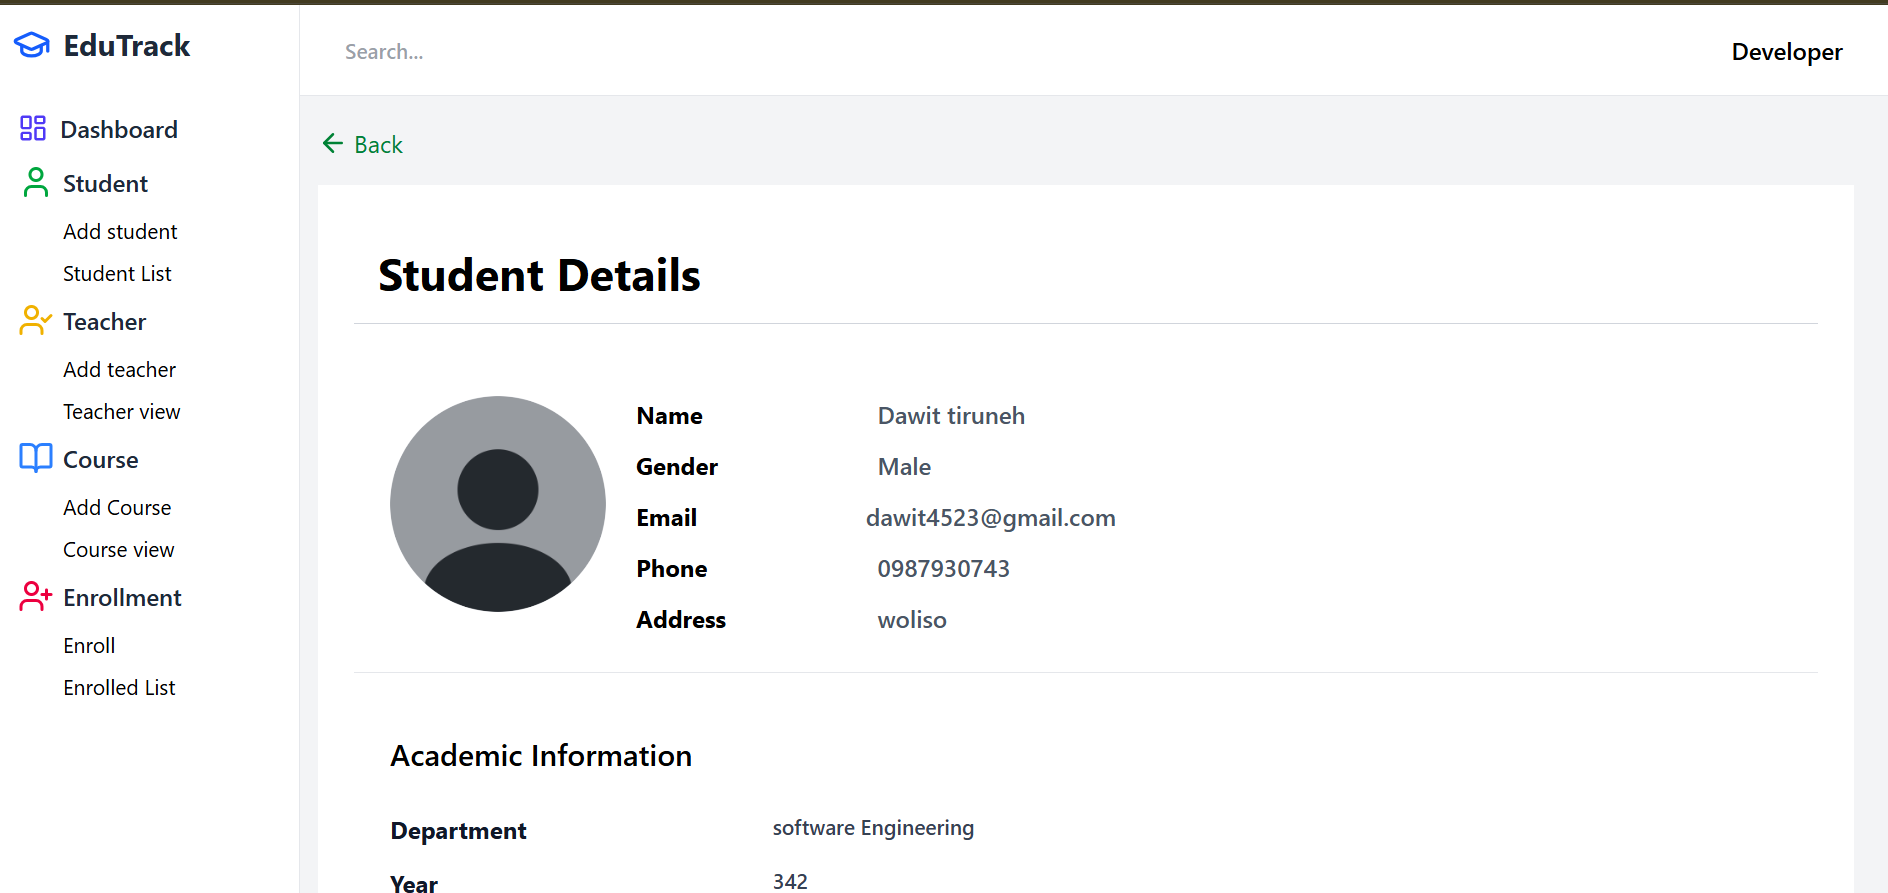 EduTrack
Search...
Developer
Dashboard
Student
Add student
Student List
Teacher
Add teacher
Teacher view
Course
Add Course
Course view
Enrollment
Enroll
Enrolled List
Back
Student Details
Name Dawit tiruneh
Gender Male
Email dawit4523@gmail.com
Phone 0987930743
Address woliso
Academic Information
Department software Engineering
Year 342